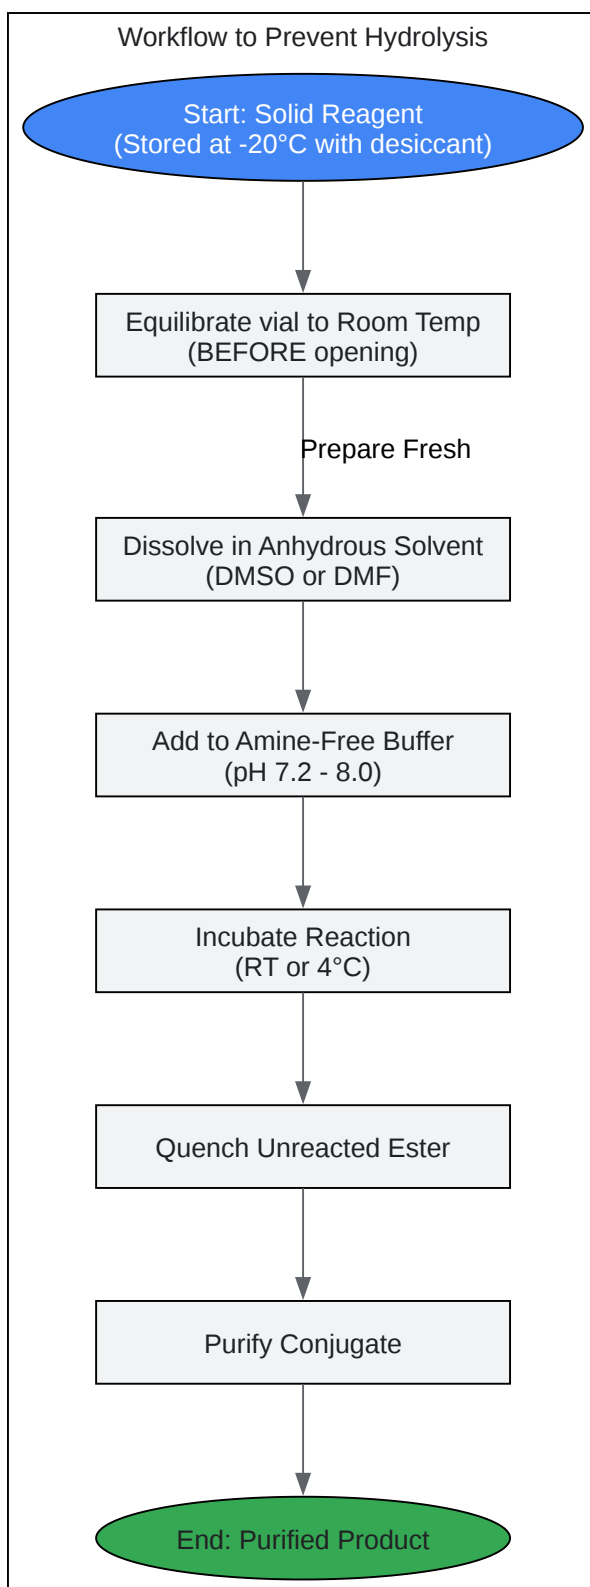 Workflow to Prevent Hydrolysis
Start: Solid Reagent
(Stored at -20°C with desiccant)
Equilibrate vial to Room Temp
(BEFORE opening)
Prepare Fresh
Dissolve in Anhydrous Solvent
(DMSO or DMF)
Add to Amine-Free Buffer
(pH 7.2 - 8.0)
Incubate Reaction
(RT or 4°C)
Quench Unreacted Ester
Purify Conjugate
End: Purified Product